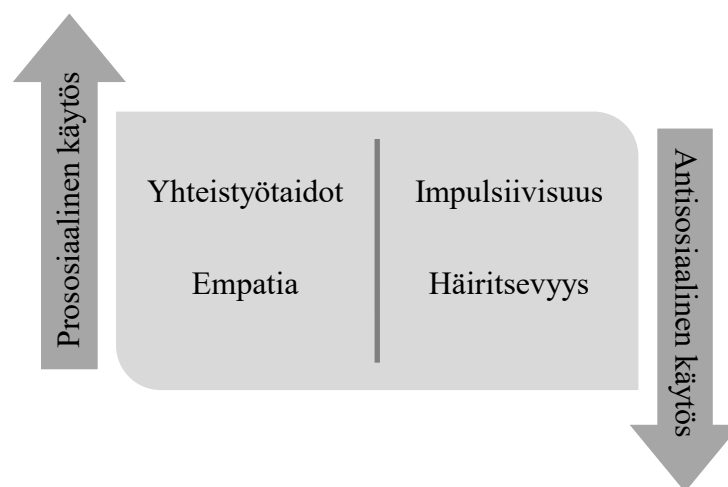 Prososiaalinen käytös
Yhteistyötaidot
Empatia
Impulsiivisuus
Häiritsevyys
Antisosiaalinen käytös